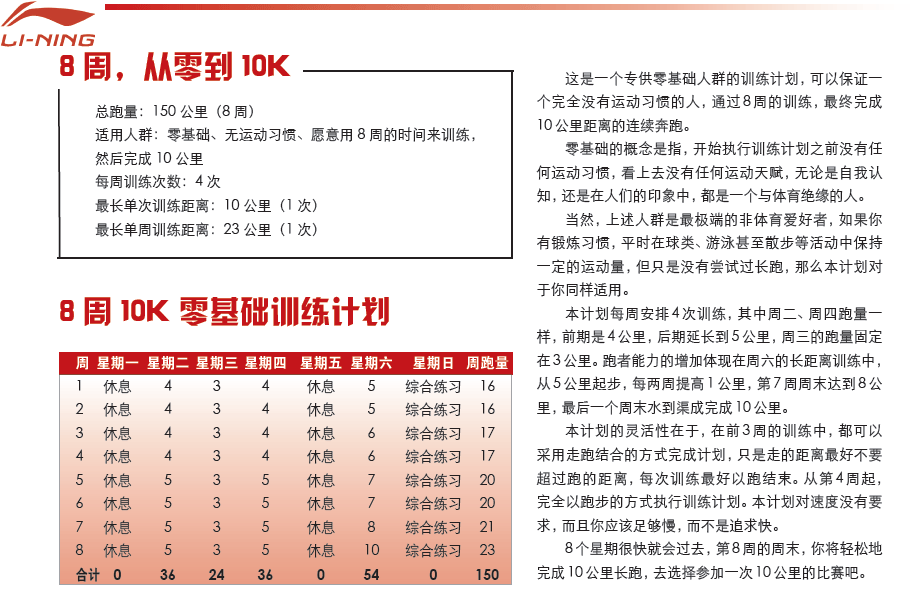 LI-NING
8 周，从零到 10K
总跑量：150 公里（8 周）
适用人群：零基础、无运动习惯、愿意用 8 周的时间来训练，
然后完成 10 公里
每周训练次数：4 次
最长单次训练距离：10 公里（1 次）
最长单周训练距离：23 公里（1 次）
8 周 10K 零基础训练计划
周 星期一 星期二 星期三 星期四 星期五 星期六 星期日 周跑量
1 休息 4 3 4 休息 5 综合练习 16
2 休息 4 3 4 休息 5 综合练习 16
3 休息 4 3 4 休息 6 综合练习 17
4 休息 4 3 4 休息 6 综合练习 17
5 休息 5 3 5 休息 7 综合练习 20
6 休息 5 3 5 休息 7 综合练习 20
7 休息 5 3 5 休息 8 综合练习 21
8 休息 5 3 5 休息 10 综合练习 23
合计 0 36 24 36 0 54 0 150
这是一个专供零基础人群的训练计划，可以保证一
个完全没有运动习惯的人，通过 8 周的训练，最终完成
10 公里距离的连续奔跑。
零基础的概念是指，开始执行训练计划之前没有任
何运动习惯，看上去没有任何运动天赋，无论是自我认
知，还是在人们的印象中，都是一个与体育绝缘的人。
当然，上述人群是最极端的非体育爱好者，如果你
有锻炼习惯，平时在球类、游泳甚至散步等活动中保持
一定的运动量，但只是没有尝试过长跑，那么本计划对
于你同样适用。
本计划每周安排 4 次训练，其中周二、周四跑量一
样，前期是 4 公里，后期延长到 5 公里，周三的跑量固定
在 3 公里。跑者能力的增加体现在周六的长距离训练中，
从 5 公里起步，每两周提高 1 公里，第 7 周周末达到 8 公
里，最后一个周末水到渠成完成 10 公里。
本计划的灵活性在于，在前 3 周的训练中，都可以
采用走跑结合的方式完成计划，只是走的距离最好不要
超过跑的距离，每次训练最好以跑结束。从第 4 周起，
完全以跑步的方式执行训练计划。本计划对速度没有要
求，而且你应该足够慢，而不是追求快。
8 个星期很快就会过去，第 8 周的周末，你将轻松地
完成 10 公里长跑，去选择参加一次 10 公里的比赛吧。